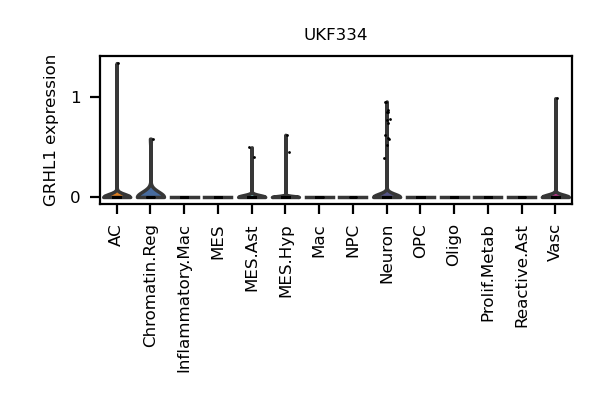 UKF334
GRHL1 expression
1
0
AC
Chromatin.Reg
Inflammatory.Mac
MES
MES.Ast
MES.Hyp
Mac
NPC
Neuron
OPC
Oligo
Prolif.Metab
Reactive.Ast
Vasc